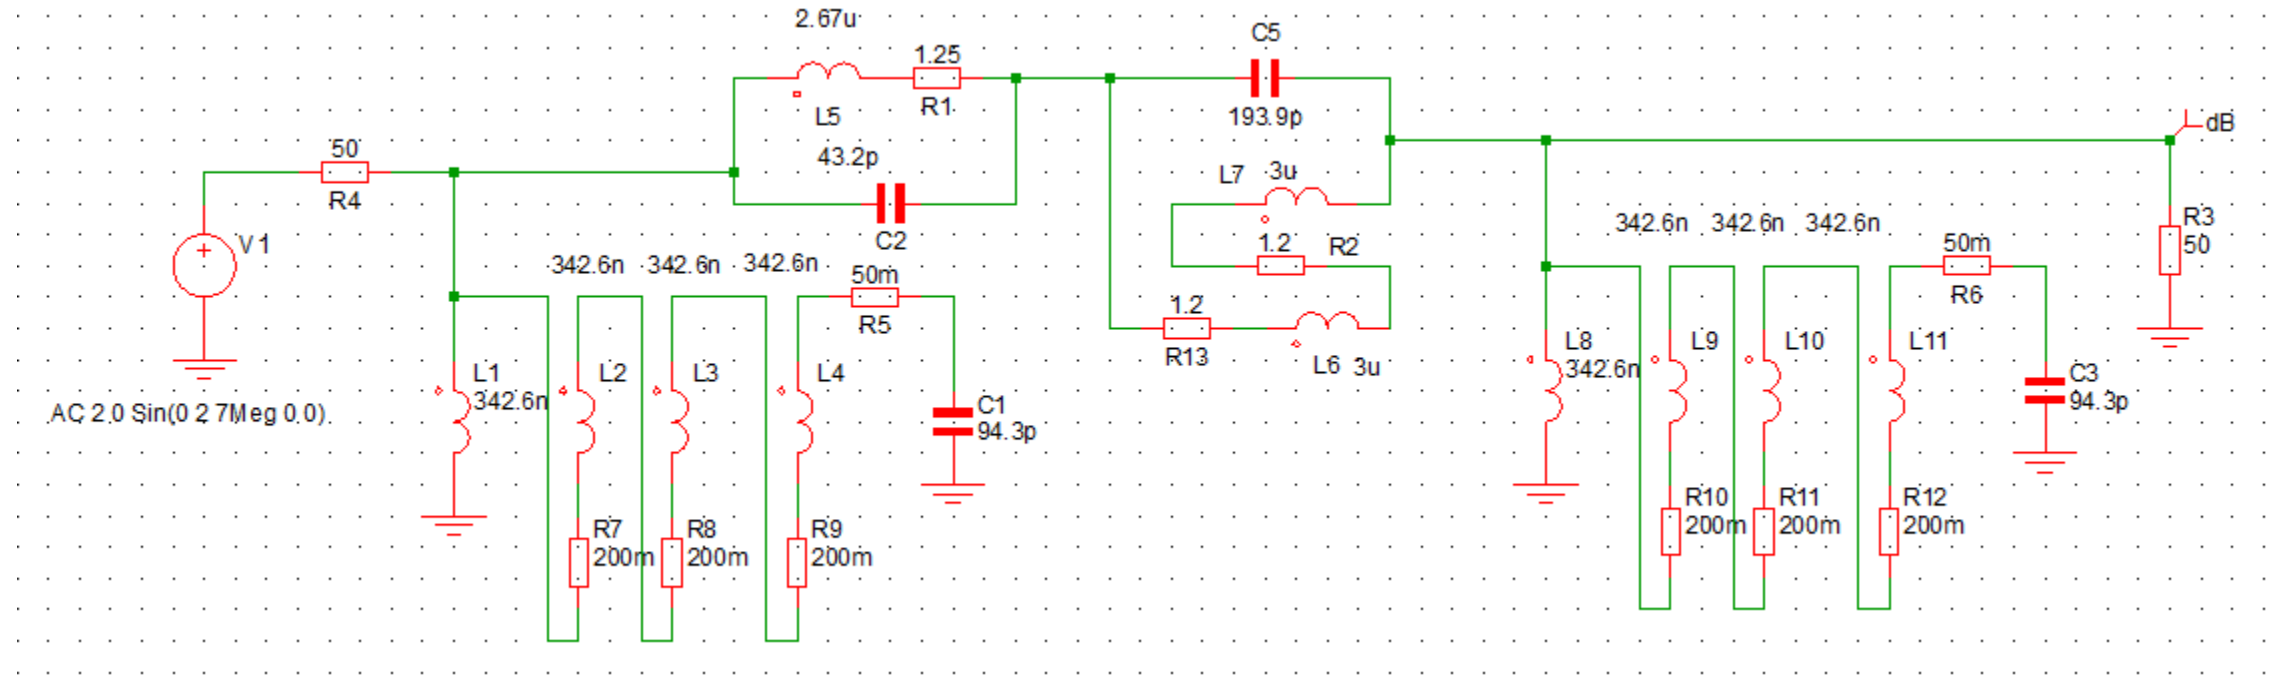 2.67u
C5
1.25
R1
L5
193.9p
dB
50
43.2p
L7 3u
R4
R3
50
C2
1.2 R2
342.6n 342.6n 342.6n
V1
342.6n 342.6n 342.6n
50m
50m
R5
R6
1.2
R13
L6 3u
L8
342.6n
L9
L10
L11
L1
342.6n
L2
L3
L4
C3
94.3p
AC 2.0 Sin(0 2 7Meg 0 0)
C1
94.3p
R10
200m
R11
200m
R12
200m
R7
200m
R8
200m
R9
200m